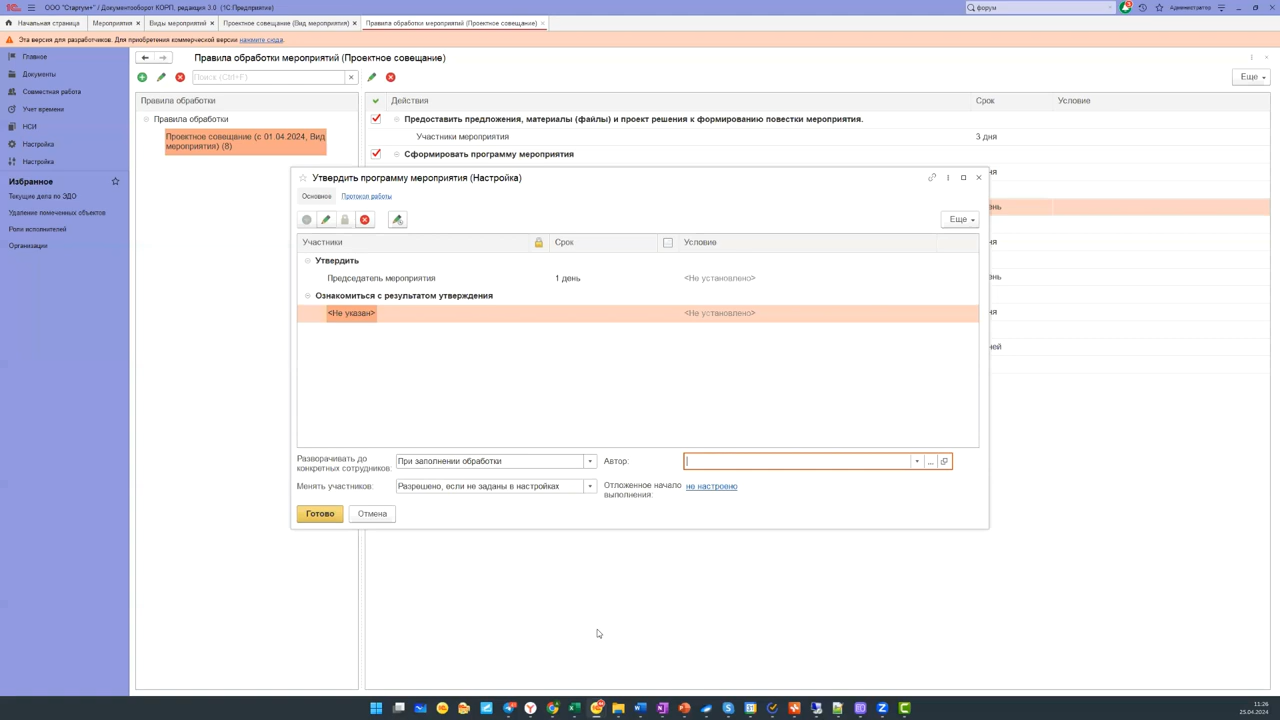 ООО "Стартум+" / Документооборот КОРП, редакция 3.0 (1С:Предприятие)
форум
Администратор
Начальная страница
Мероприятия
Виды мероприятий
Проектное совещание (Вид мероприятия)
Правила обработки мероприятий (Проектное совещание)
Эта версия для разработчиков. Для приобретения коммерческой версии нажмите сюда.
Главное
Документы
Совместная работа
Учет времени
НСИ
Настройка
Настройка
Избранное
Текущие дела по ЭДО
Удаление помеченных объектов
Роли исполнителей
Организации
Правила обработки мероприятий (Проектное совещание)
Поиск (Ctrl+F)
Еще
Правила обработки
Правила обработки
Проектное совещание (с 01.04.2024, Вид
мероприятия) (8)
Действия
Срок
Условие
Предоставить предложения, материалы (файлы) и проект решения к формированию повестки мероприятия.
Участники мероприятия
3 дня
Сформировать программу мероприятия
Утвердить программу мероприятия (Настройка)
Основное
Протокол работы
Еще
Участники
Срок
Условие
Утвердить
Председатель мероприятия
1 день
<Не установлено>
Ознакомиться с результатом утверждения
<Не указан>
<Не установлено>
Разворачивать до
конкретных сотрудников:
При заполнении обработки
Автор:
Менять участников:
Разрешено, если не заданы в настройках
Отложенное начало
выполнения:
не настроено
Готово
Отмена
11:26
25.04.2024